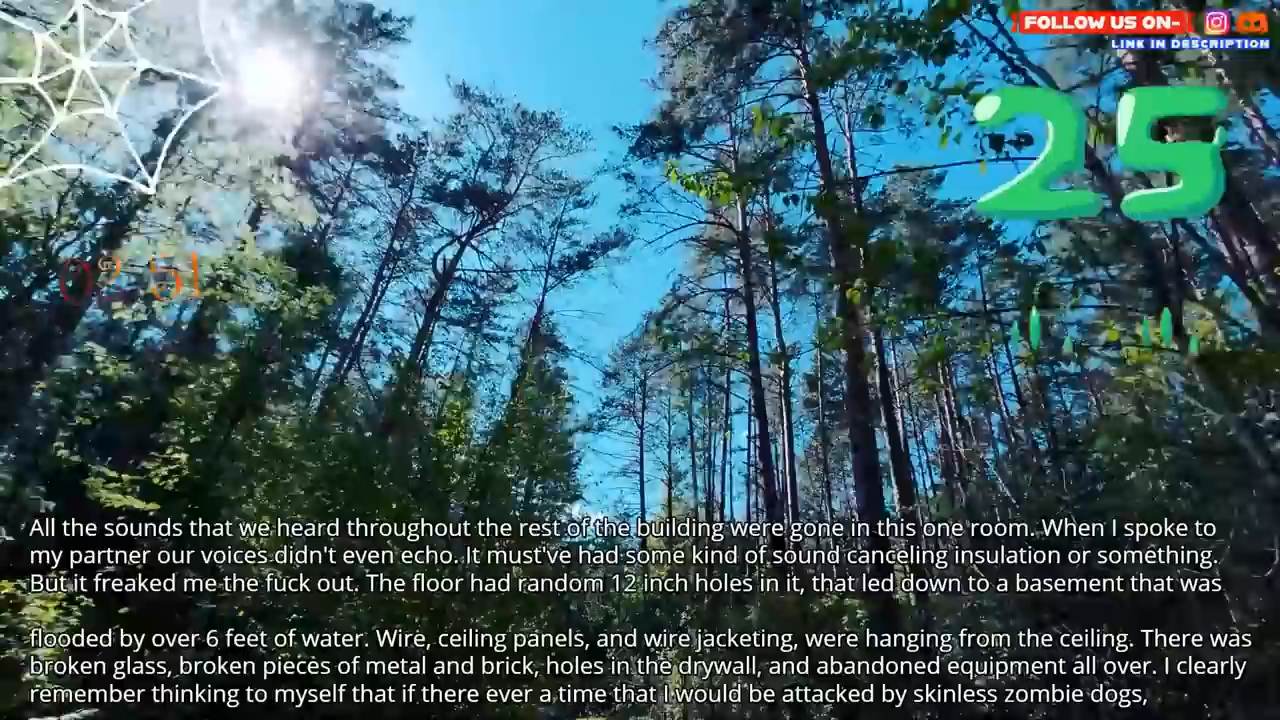 FOLLOW US ON-
LINK IN DESCRIPTION
25
02:51
All the sounds that we heard throughout the rest of the building were gone in this one room. When I spoke to
my partner our voices didn't even echo. It must've had some kind of sound canceling insulation or something.
But it freaked me the fuck out. The floor had random 12 inch holes in it, that led down to a basement that was
flooded by over 6 feet of water. Wire, ceiling panels, and wire jacketing, were hanging from the ceiling. There was
broken glass, broken pieces of metal and brick, holes in the drywall, and abandoned equipment all over. I clearly
remember thinking to myself that if there ever a time that I would be attacked by skinless zombie dogs,